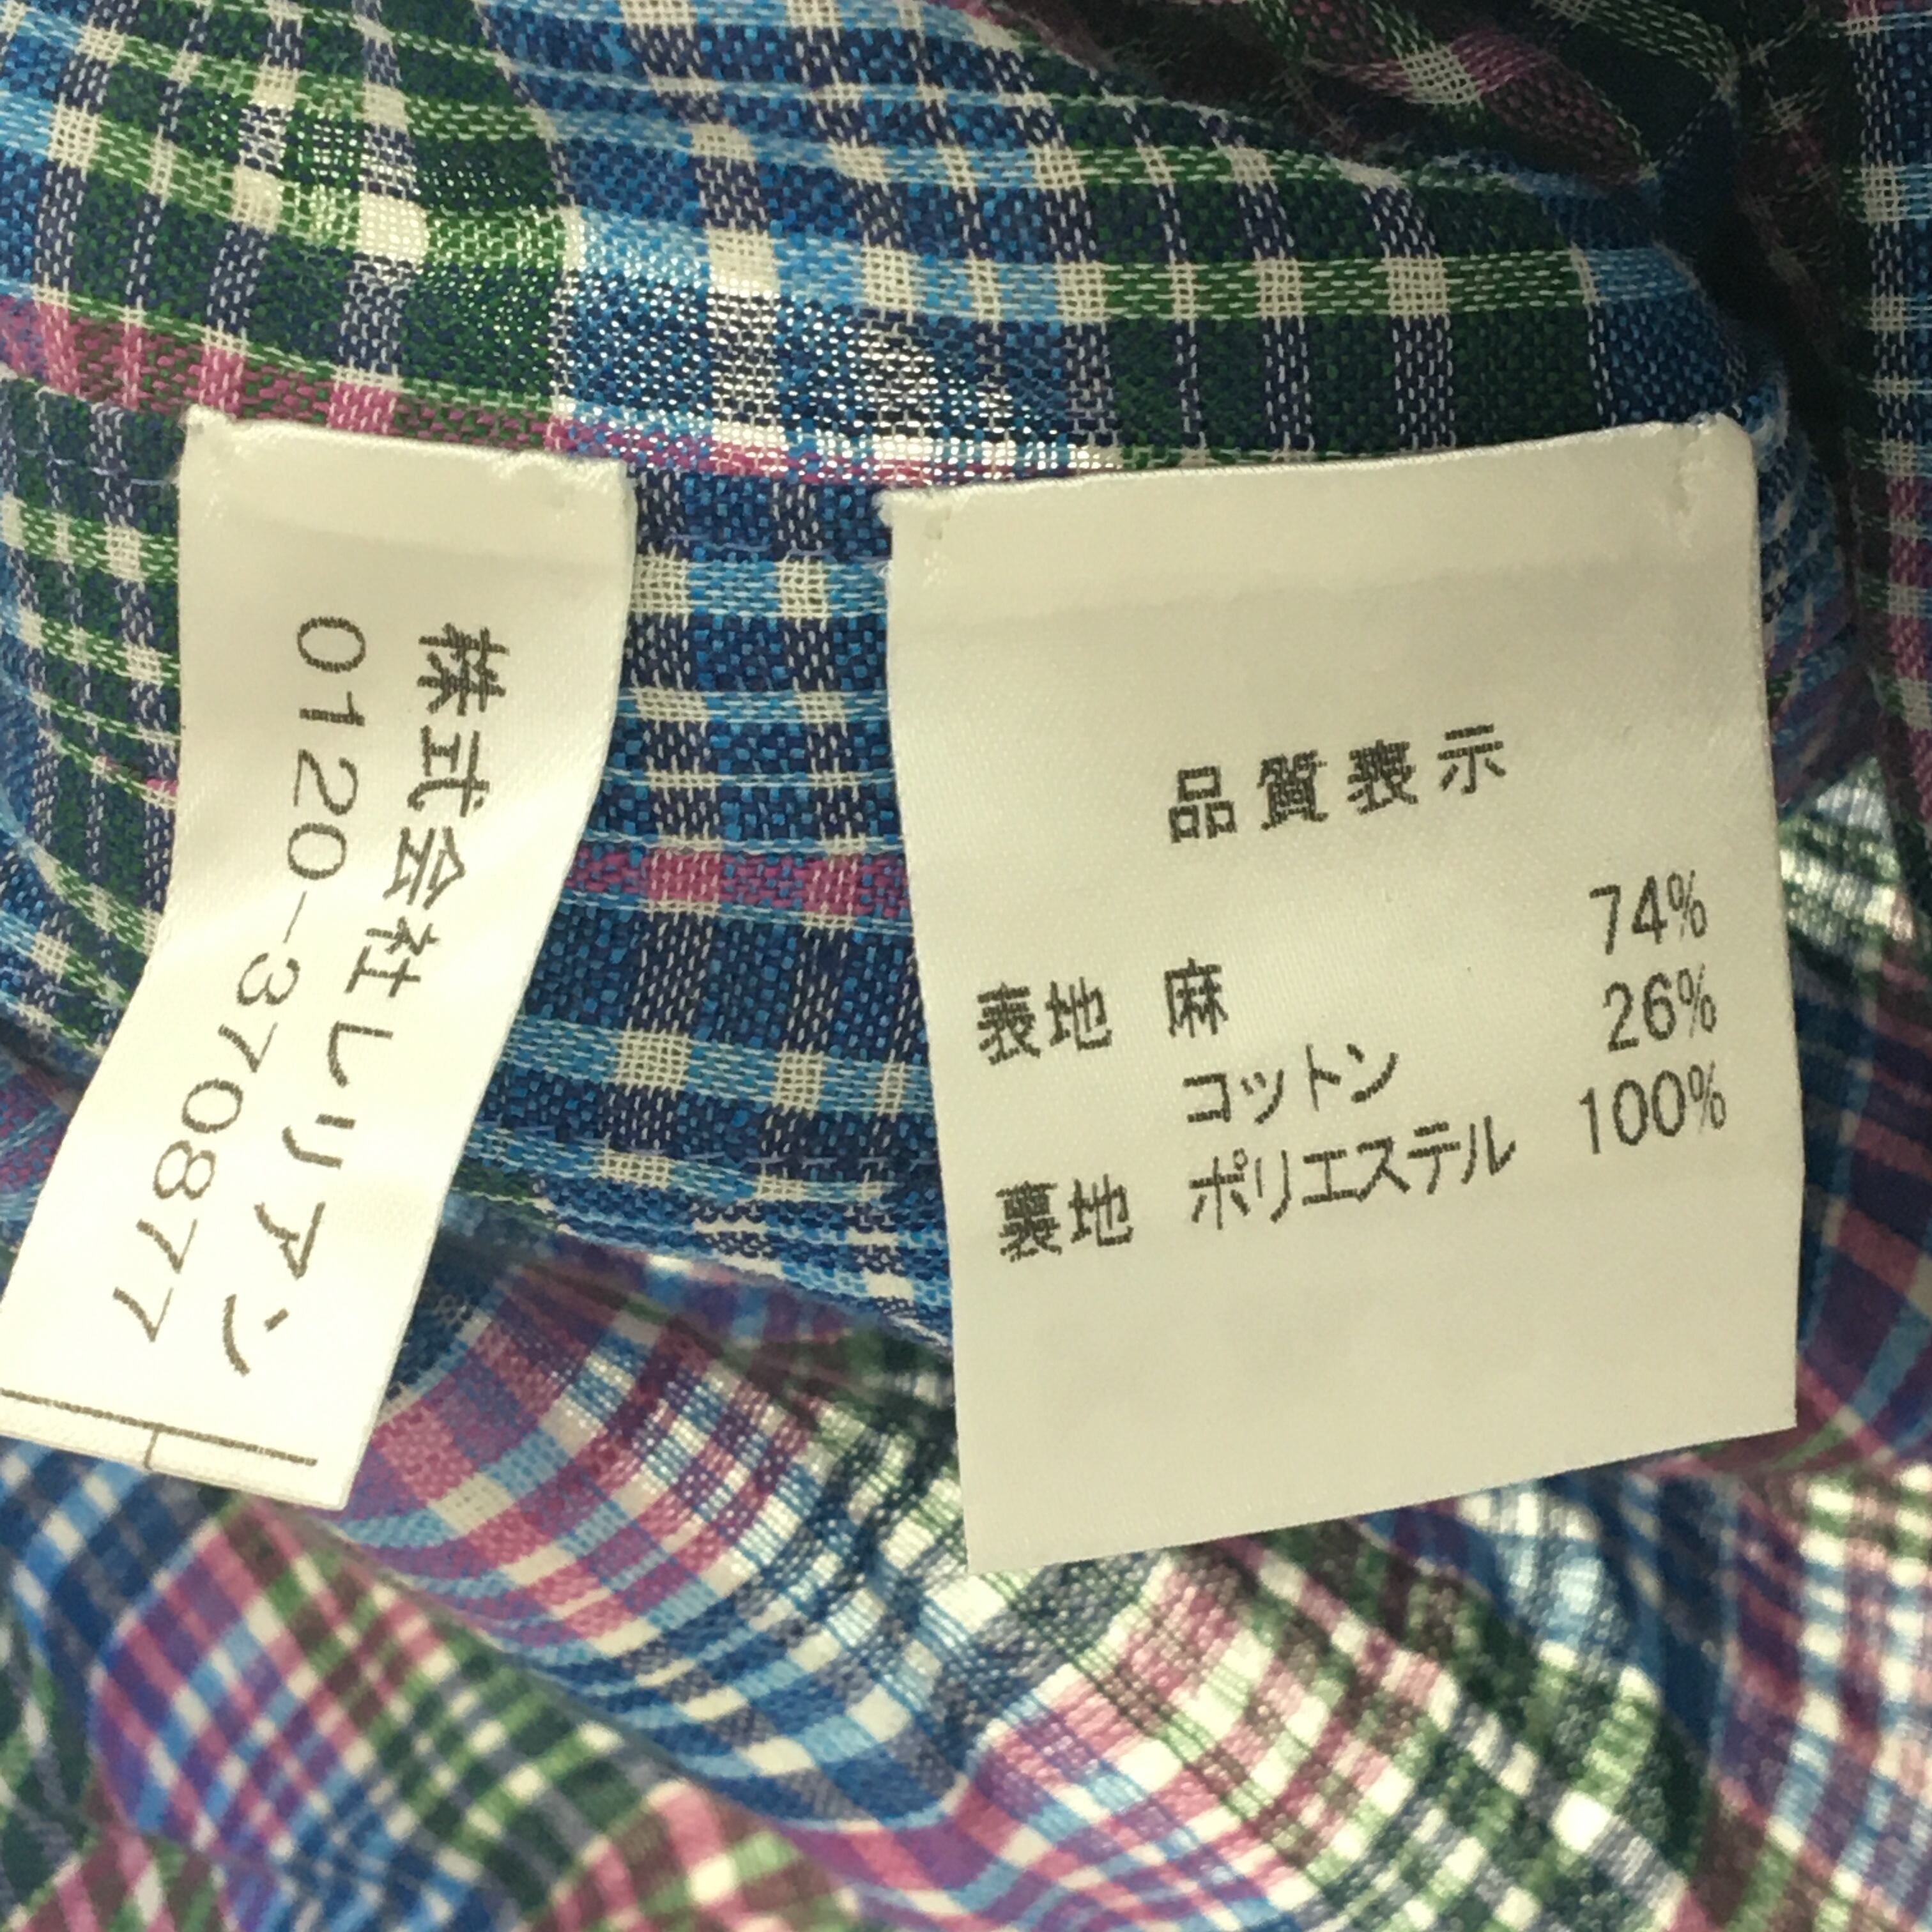 株式会社レリアン
0120-370877
品質表示
表地 麻 74%
コットン 26%
裏地 ポリエステル 100%